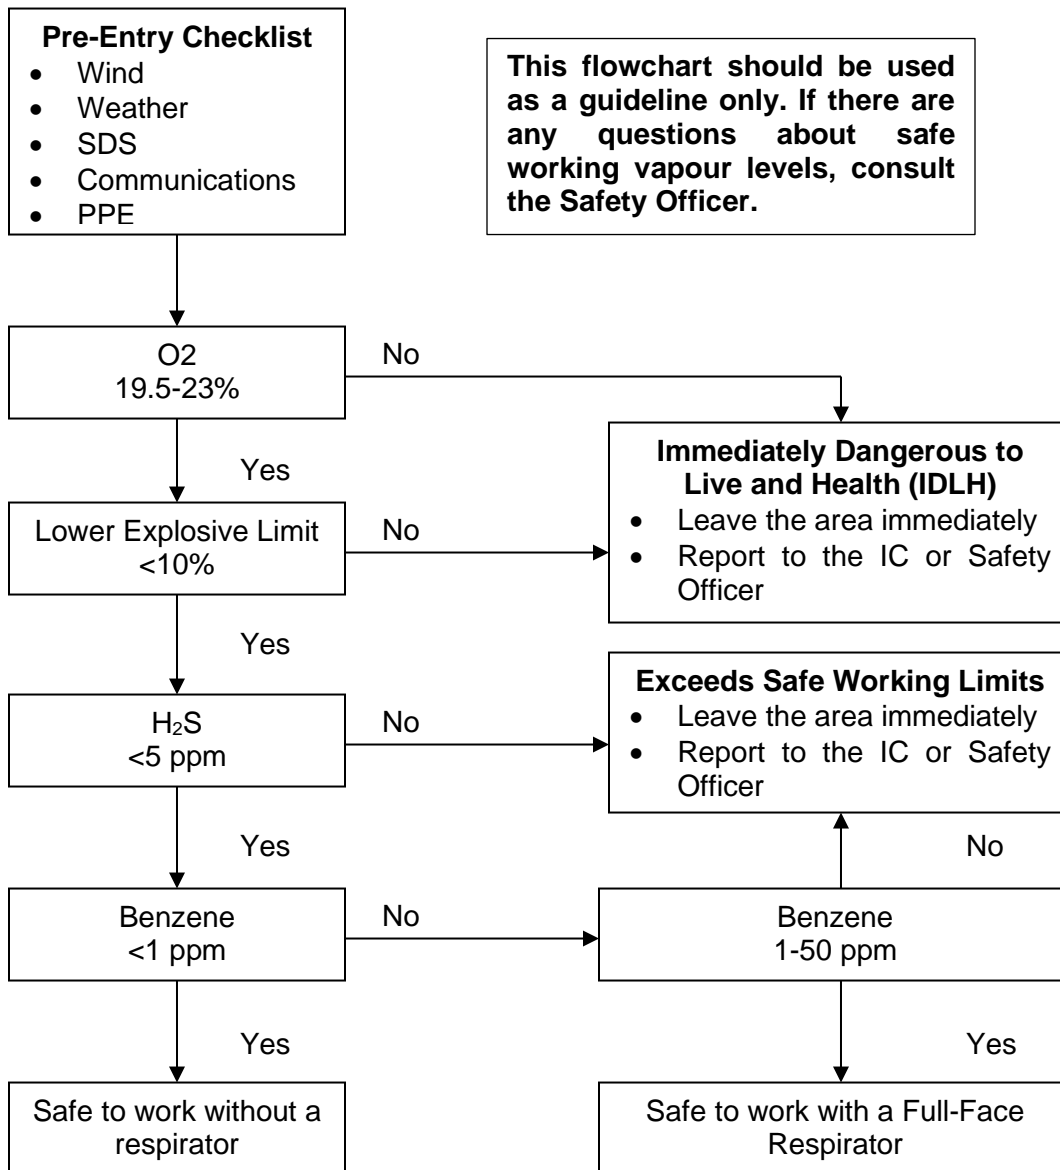 Pre-Entry Checklist
• Wind
• Weather
• SDS
• Communications
• PPE
This flowchart should be used
as a guideline only. If there are
any questions about safe
working vapour levels, consult
the Safety Officer.
O2
19.5-23%
No
Yes
Immediately Dangerous to
Live and Health (IDLH)
• Leave the area immediately
• Report to the IC or Safety
Officer
Lower Explosive Limit
<10%
No
Yes
Exceeds Safe Working Limits
• Leave the area immediately
• Report to the IC or Safety
Officer
H₂S
<5 ppm
No
Yes
No
Benzene
<1 ppm
No
Benzene
1-50 ppm
Yes
Yes
Safe to work without a
respirator
Safe to work with a Full-Face
Respirator